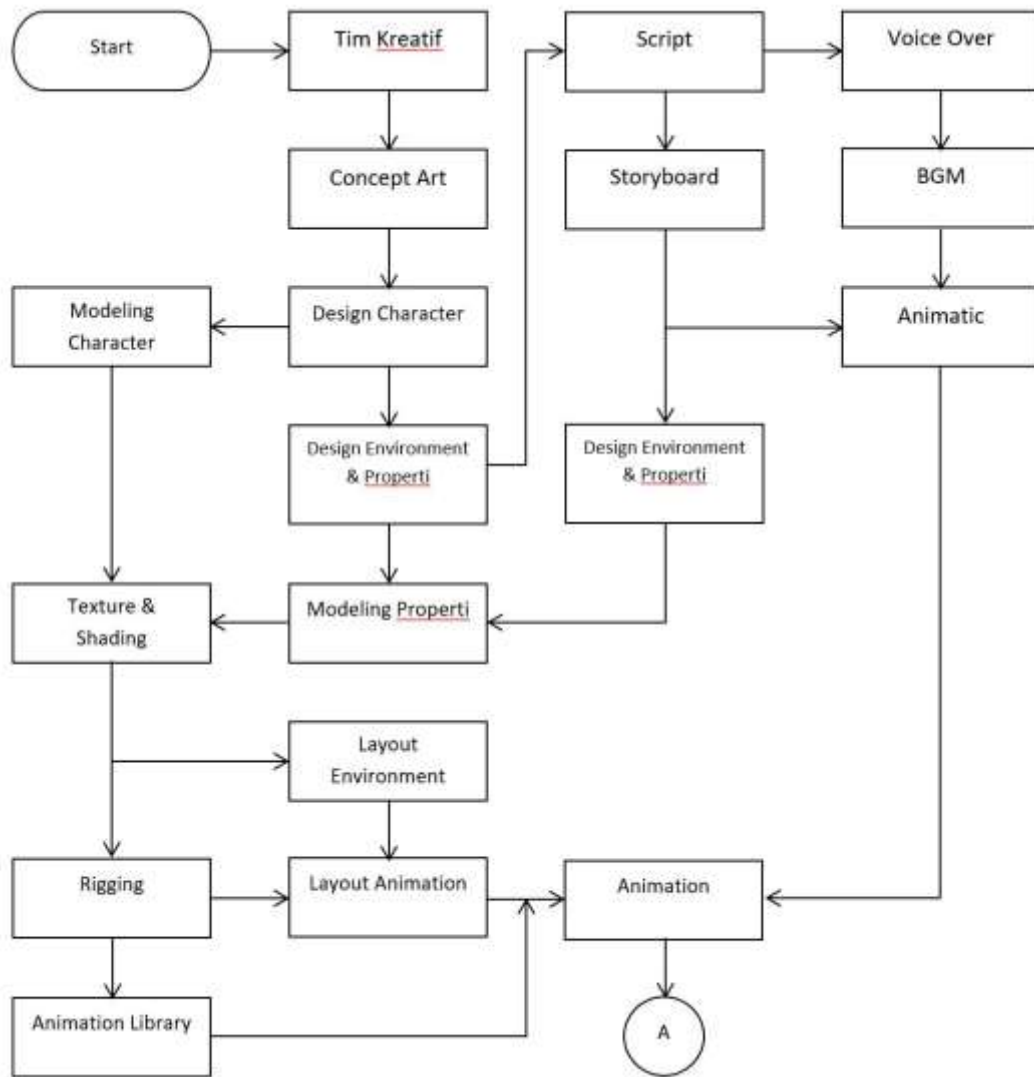 Start
Tim Kreatif
Script
Voice Over
Concept Art
Storyboard
BGM
Modeling
Character
Design Character
Animatic
Design Environment
& Properti
Design Environment
& Properti
Texture &
Shading
Modeling Properti
Layout
Environment
Rigging
Layout Animation
Animation
Animation Library
A